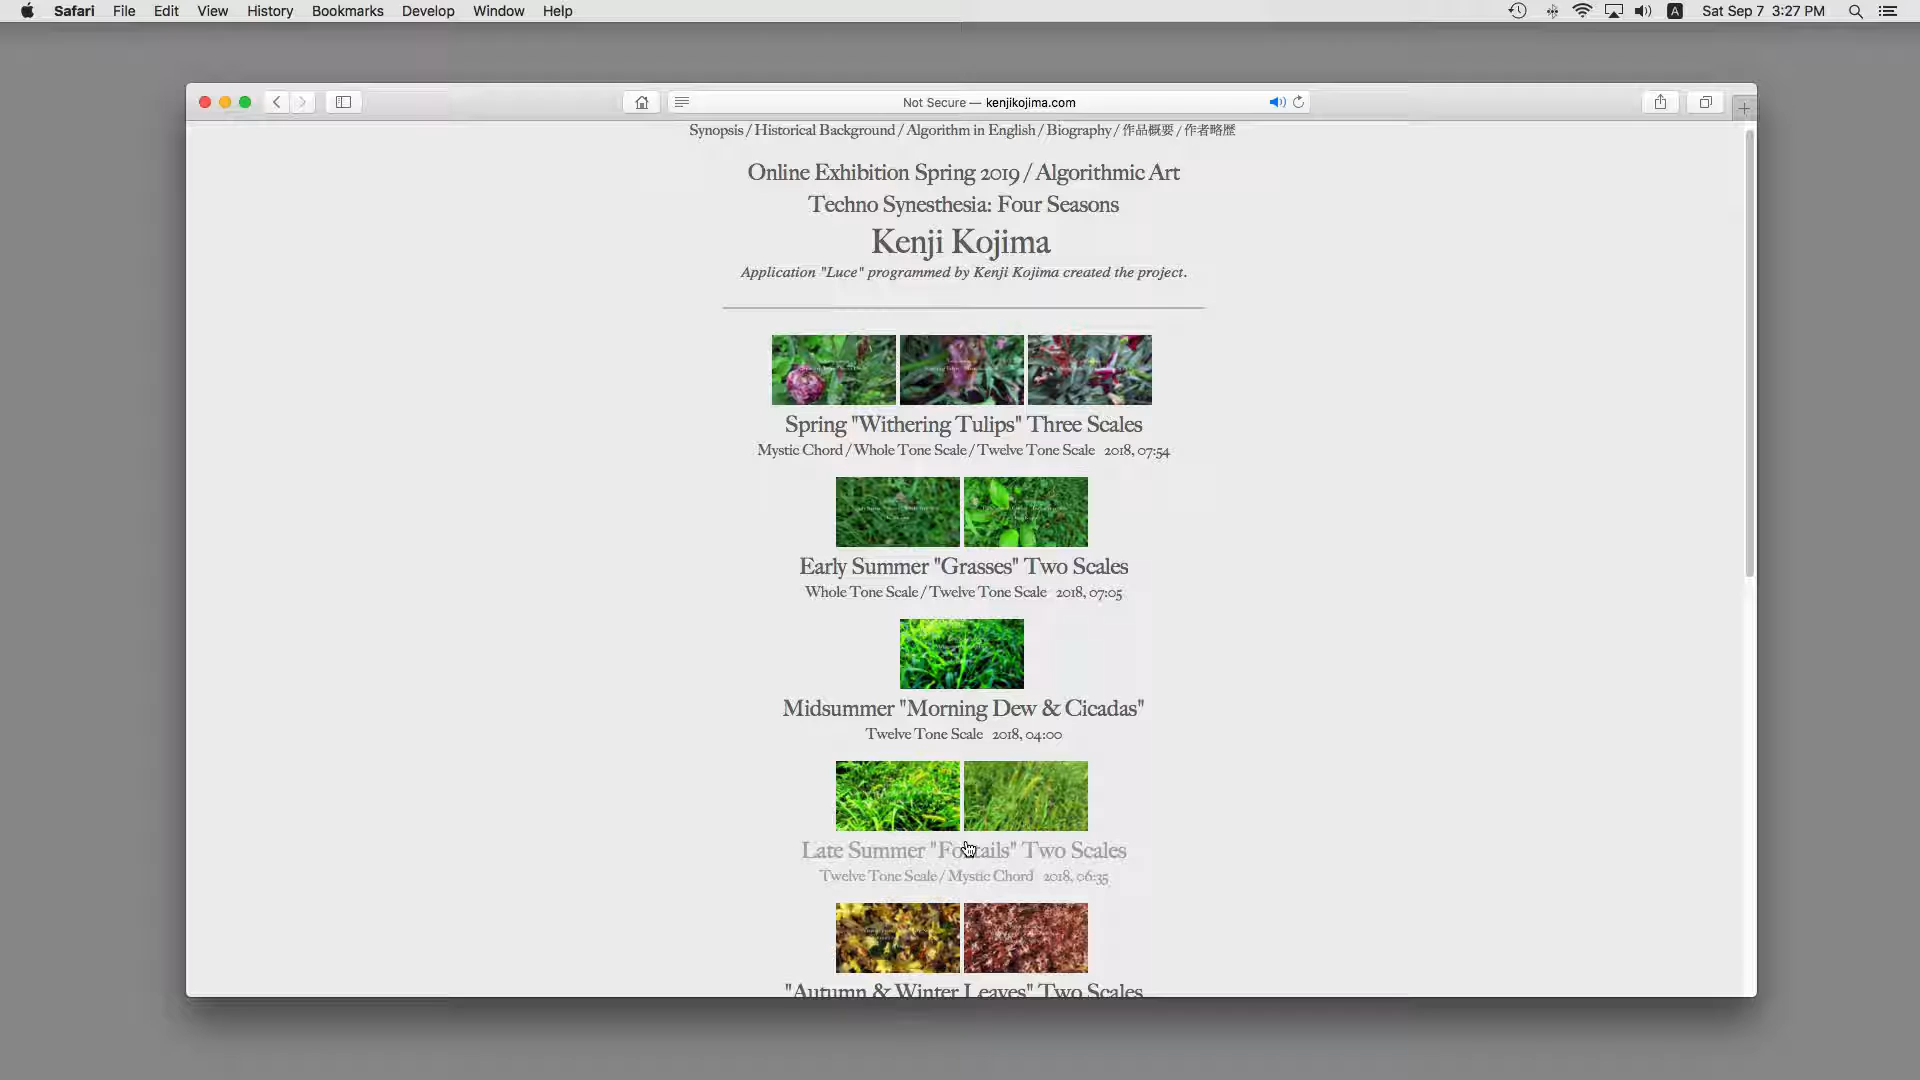 Safari File Edit View History Bookmarks Develop Window Help
A Sat Sep 7 3:27 PM
Not Secure — kenjikojima.com
Synopsis / Historical Background / Algorithm in English / Biography / 作品概要 / 作者略歴
Online Exhibition Spring 2019 / Algorithmic Art
Techno Synesthesia: Four Seasons
Kenji Kojima
Application "Luce" programmed by Kenji Kojima created the project.
Spring "Withering Tulips" Three Scales
Mystic Chord / Whole Tone Scale / Twelve Tone Scale 2018, 07:54
Early Summer "Grasses" Two Scales
Whole Tone Scale / Twelve Tone Scale 2018, 07:05
Midsummer "Morning Dew & Cicadas"
Twelve Tone Scale 2018, 04:00
Late Summer "Foxtails" Two Scales
Twelve Tone Scale / Mystic Chord 2018, 06:35
"Autumn & Winter Leaves" Two Scales